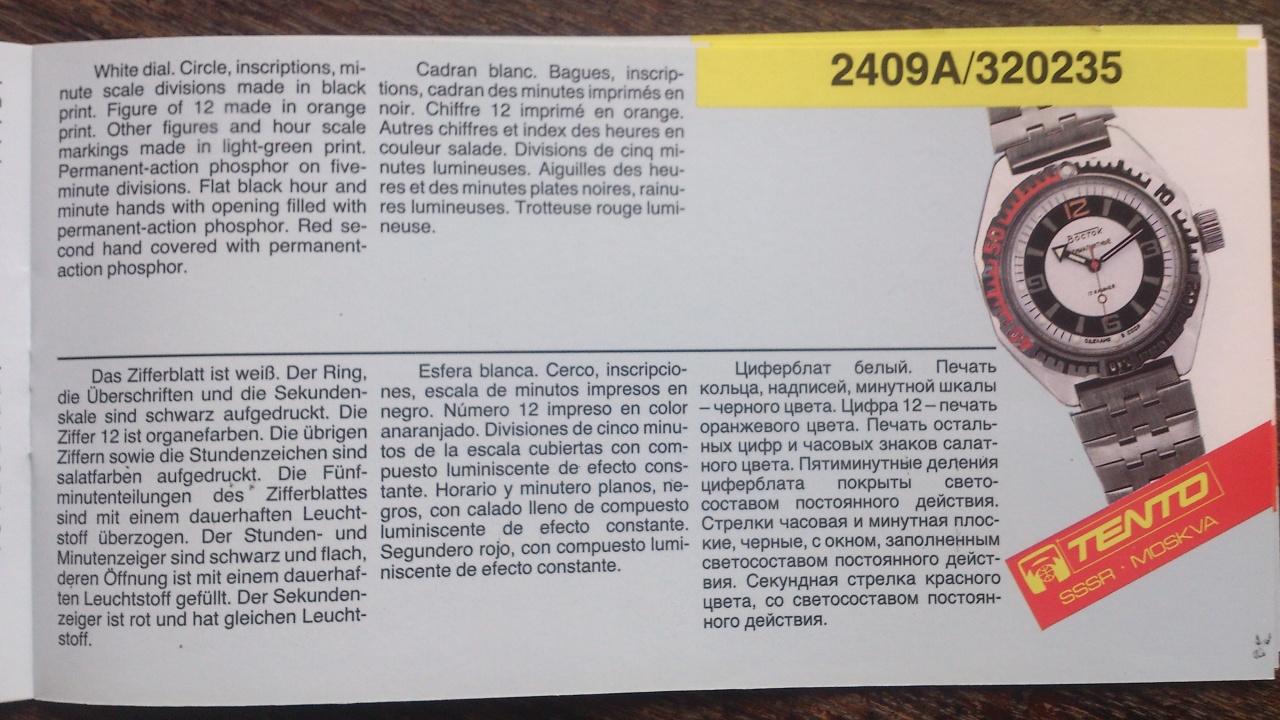 2409A/320235
White dial. Circle, inscriptions, mi-
nute scale divisions made in black
print. Figure of 12 made in orange
print. Other figures and hour scale
markings made in light-green print.
Permanent-action phosphor on five-
minute divisions. Flat black hour and
minute hands with opening filled with
permanent-action phosphor. Red se-
cond hand covered with permanent-
action phosphor.
Cadran blanc. Bagues, inscrip-
tions, cadran des minutes imprimés en
noir. Chiffre 12 imprimé en orange.
Autres chiffres et index des heures en
couleur salade. Divisions de cinq mi-
nutes lumineuses. Aiguilles des heu-
res et des minutes plates noires, rainu-
res lumineuses. Trotteuse rouge lumi-
neuse.
Das Zifferblatt ist weiß. Der Ring,
die Überschriften und die Sekunden-
skale sind schwarz aufgedruckt. Die
Ziffer 12 ist organefarben. Die übrigen
Ziffern sowie die Stundenzeichen sind
salatfarben aufgedruckt. Die Fünf-
minutenteilungen des Zifferblattes
sind mit einem dauerhaften Leucht-
stoff überzogen. Der Stunden- und
Minutenzeiger sind schwarz und flach,
deren Öffnung ist mit einem dauerhaf-
ten Leuchtstoff gefüllt. Der Sekunden-
zeiger ist rot und hat gleichen Leucht-
stoff.
Esfera blanca. Cerco, inscripcio-
nes, escala de minutos impresos en
negro. Número 12 impreso en color
anaranjado. Divisiones de cinco minu-
tos de la escala cubiertas con com-
puesto luminiscente de efecto cons-
tante. Horario y minutero planos, ne-
gros, con calado lleno de compuesto
luminiscente de efecto constante.
Segundero rojo, con compuesto lumi-
niscente de efecto constante.
Циферблат белый. Печать
кольца, надписей, минутной шкалы
– черного цвета. Цифра 12 – печать
оранжевого цвета. Печать осталь-
ных цифр и часовых знаков салат-
ного цвета. Пятиминутные деления
циферблата покрыты свето-
составом постоянного действия.
Стрелки часовая и минутная плос-
кие, черные, с окном, заполненным
светосоставом постоянного дейст-
вия. Секундная стрелка красного
цвета, со светосоставом постоян-
ного действия.
10
12
50
Восток
17 камней
6
9
сделано в ссср
TENTO
SSSR · MOSKVA